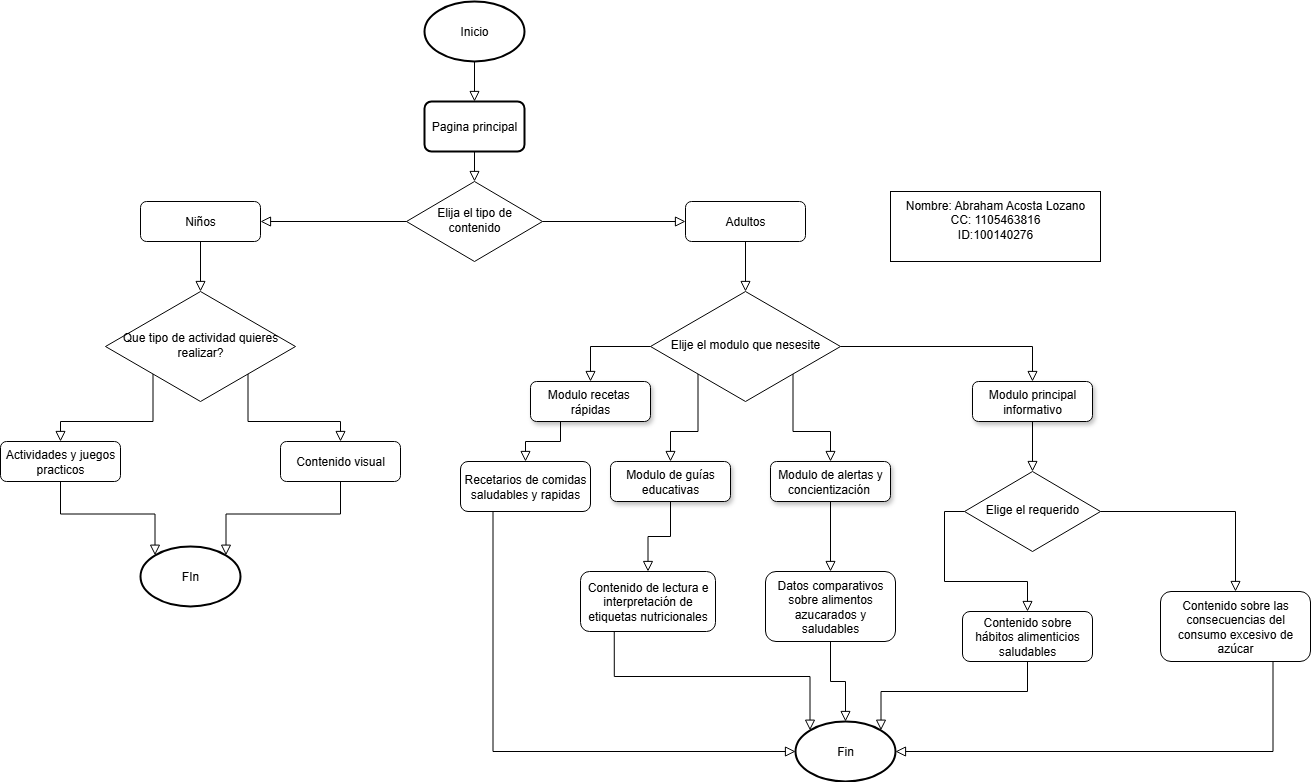 Inicio
Pagina principal
Elija el tipo de
contenido
Niños
Adultos
Nombre: Abraham Acosta Lozano
CC: 1105463816
ID:100140276
Que tipo de actividad quieres
realizar?
Elije el modulo que nesesite
Modulo recetas
rápidas
Modulo principal
informativo
Actividades y juegos
practicos
Contenido visual
Recetarios de comidas
saludables y rapidas
Modulo de guías
educativas
Modulo de alertas y
concientización
Elige el requerido
FIn
Contenido de lectura e
interpretación de
etiquetas nutricionales
Datos comparativos
sobre alimentos
azucarados y
saludables
Contenido sobre
hábitos alimenticios
saludables
Contenido sobre las
consecuencias del
consumo excesivo de
azúcar
Fin